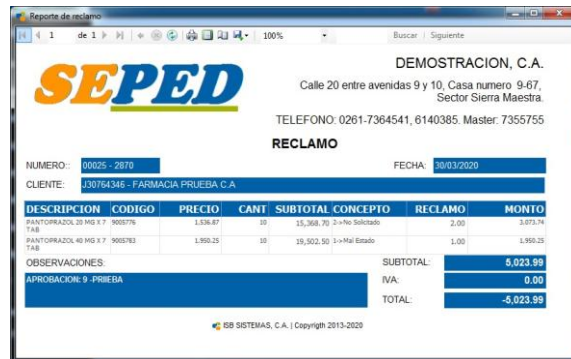 Reporte de reclamo
1 de 1 100% Buscar | Siguiente
SEPED
DEMOSTRACION, C.A.
Calle 20 entre avenidas 9 y 10, Casa numero 9-67,
Sector Sierra Maestra.
TELEFONO: 0261-7364541, 6140385. Master: 7355755
RECLAMO
NUMERO:: 00025 - 2870 FECHA: 30/03/2020
CLIENTE: J30764346 - FARMACIA PRUEBA C.A
DESCRIPCION CODIGO PRECIO CANT SUBTOTAL CONCEPTO RECLAMO MONTO
PANTOPRAZOL 20 MG X 7 TAB 9005776 1.536.87 10 15,368.70 2->No Solicitado 2.00 3.073.74
PANTOPRAZOL 40 MG X 7 TAB 9005783 1,950.25 10 19,502.50 1->Mal Estado 1.00 1.950.25
OBSERVACIONES: SUBTOTAL: 5,023.99
APROBACION: 9 -PRIIEBA IVA: 0.00
TOTAL: -5,023.99
ISB SISTEMAS, C.A. | Copyrigth 2013-2020